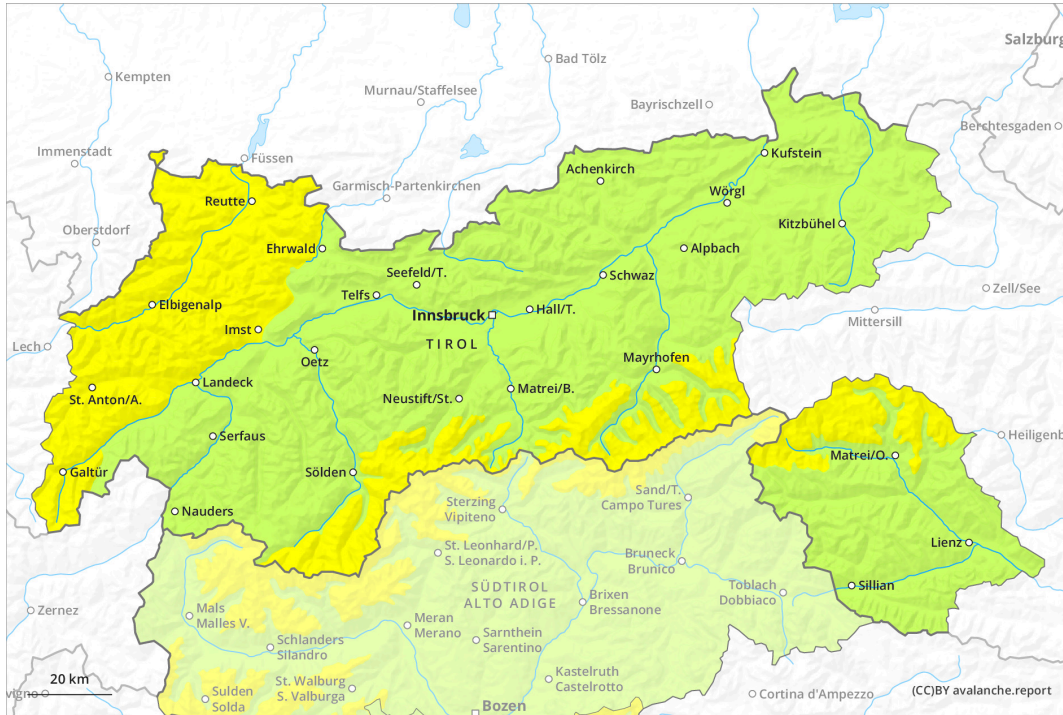 Salzburg
Kempten
Bad Tölz
Murnau/Staffelsee
Bayrischzell
Berchtesgaden
Immenstadt
Füssen
Kufstein
Achenkirch
Garmisch-Partenkirchen
Reutte
Wörgl
Oberstdorf
Kitzbühel
Ehrwald
Alpbach
Seefeld/T.
Schwaz
Telfs
Zell/See
Elbigenalp
Innsbruck
Hall/T.
Mittersill
Imst
Lech
TIROL
Oetz
Mayrhofen
Landeck
St. Anton/A.
Neustift/St.
Matrei/B.
Serfaus
Heiligenb
Matrei/O.
Galtür
Sölden
Sand/T.
Campo Tures
Sterzing
Vipiteno
Nauders
Lienz
St. Leonhard/P.
S. Leonardo i. P.
Bruneck
Brunico
Toblach
Dobbiaco
Sillian
SÜDTIROL
ALTO ADIGE
Brixen
Bressanone
Zernez
Mals
Malles V.
Meran
Merano
Sarnthein
Sarentino
Schlanders
Silandro
Kastelruth
Castelrotto
20 km
St. Walburg
S. Valburga
vigno
Sulden
Solda
Cortina d'Ampezzo
(CC)BY avalanche.report
Bozen